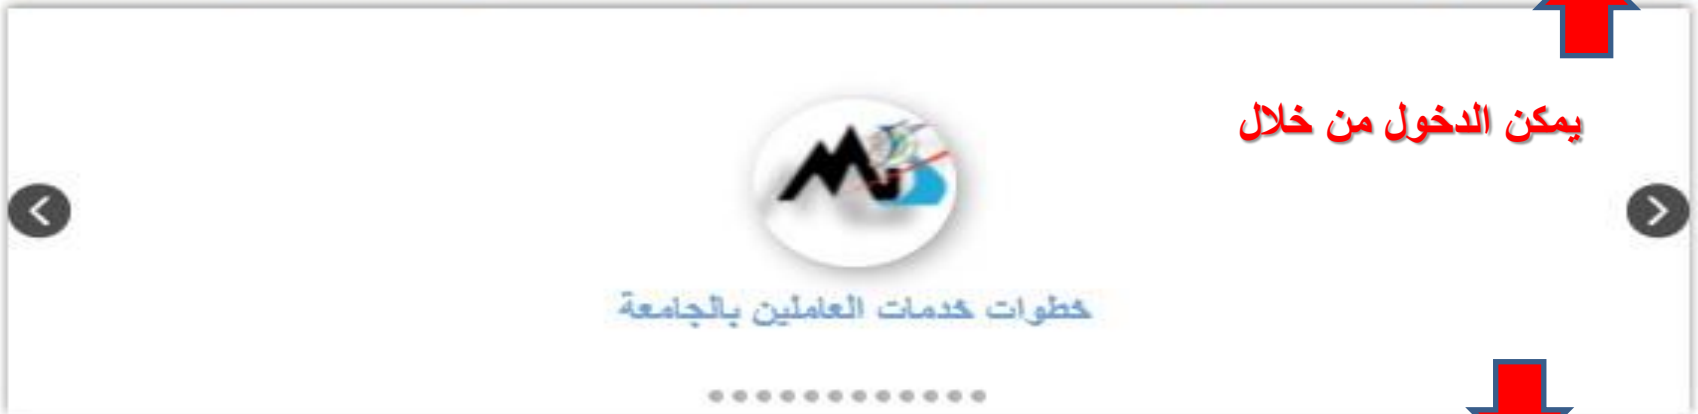 يمكن الدخول من خلال
خطوات خدمات العاملين بالجامعة